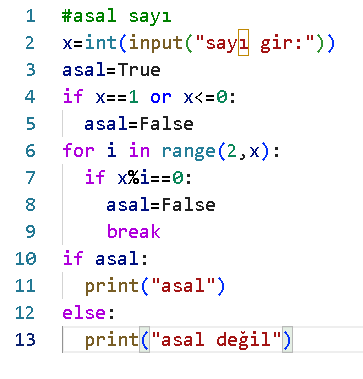 1 #asal sayı
2 x=int(input("sayı gir:"))
3 asal=True
4 if x==1 or x<=0:
5   asal=False
6 for i in range(2,x):
7   if x%i==0:
8     asal=False
9     break
10 if asal:
11   print("asal")
12 else:
13   print("asal değil")